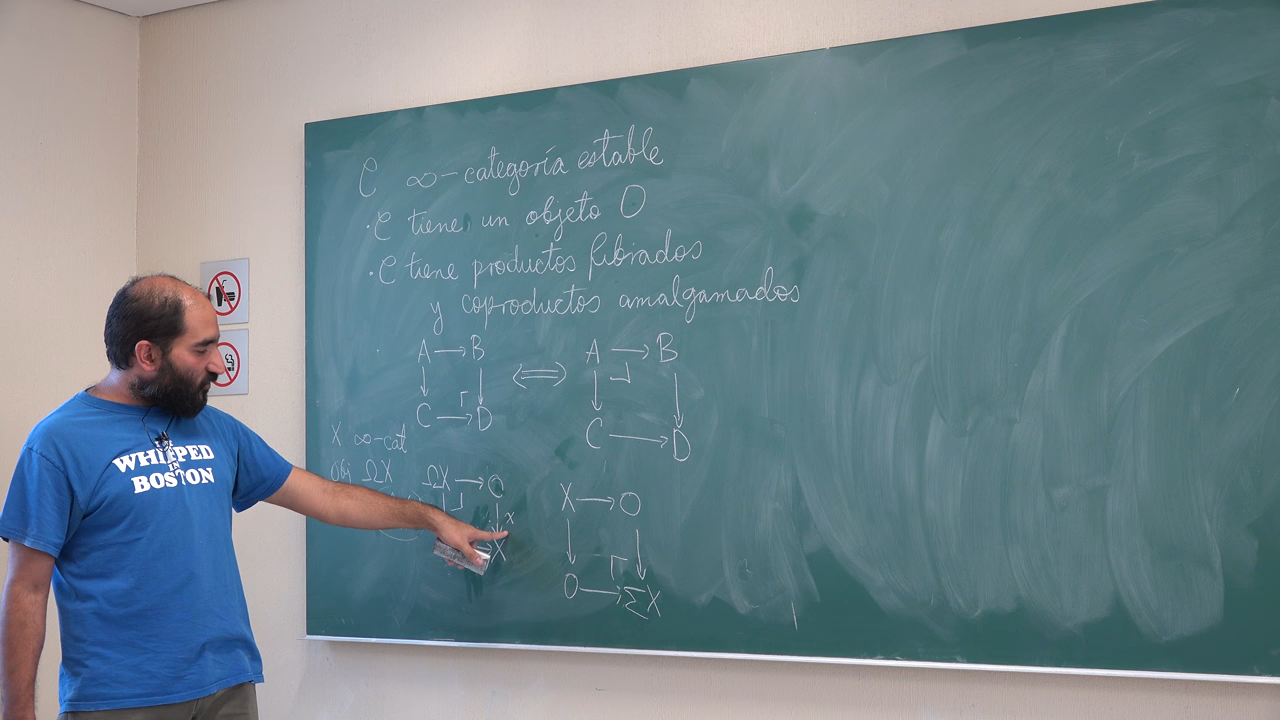 C ∞-categoría estable
· C tiene un objeto 0
· C tiene productos fibrados
y coproductos amalgamados
A → B ⟺ A → B
↓ ↓ ↓ ⌟ ↓
C → D C → D
X ∞-cat
Obj ΩX
ΩX → 0
↓ x
X
X → 0
↓ ↓
0 → ΣX
WHIPPED
IN
BOSTON